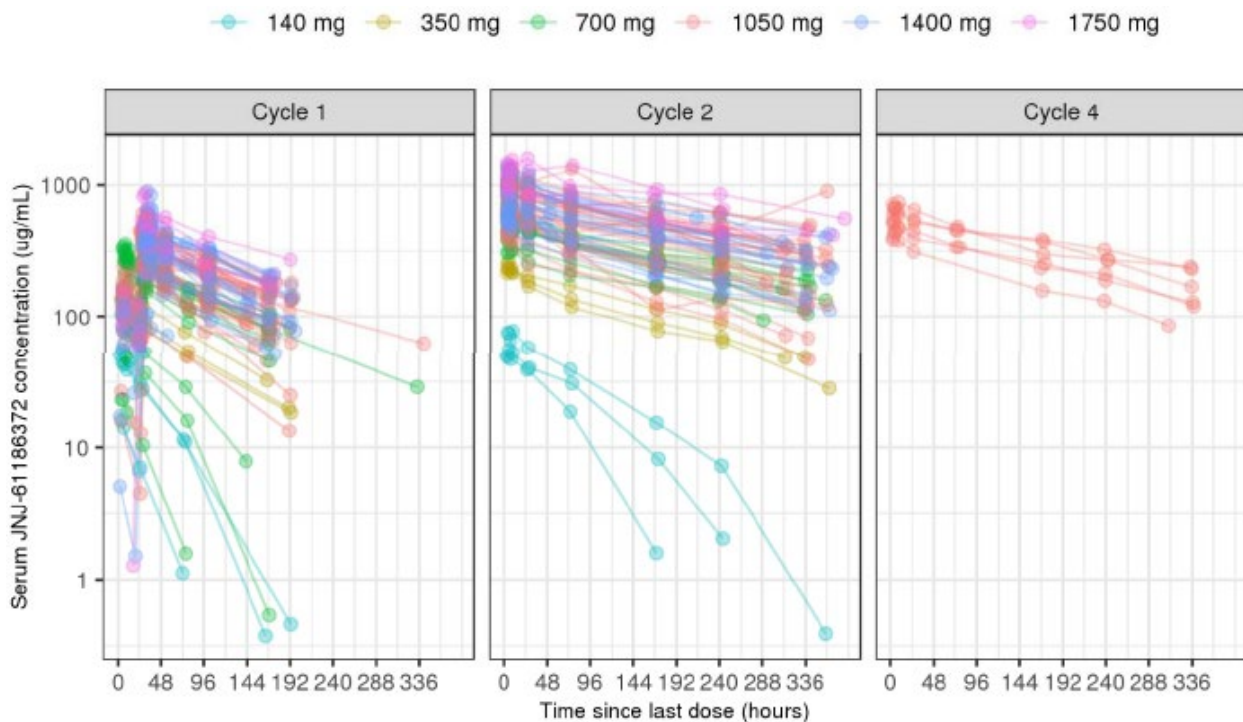 140 mg 350 mg 700 mg 1050 mg 1400 mg 1750 mg
Cycle 1 Cycle 2 Cycle 4
Serum JNJ-61186372 concentration (ug/mL)
1000
100
10
1
0 48 96 144 192 240 288 336 0 48 96 144 192 240 288 336 0 48 96 144 192 240 288 336
Time since last dose (hours)